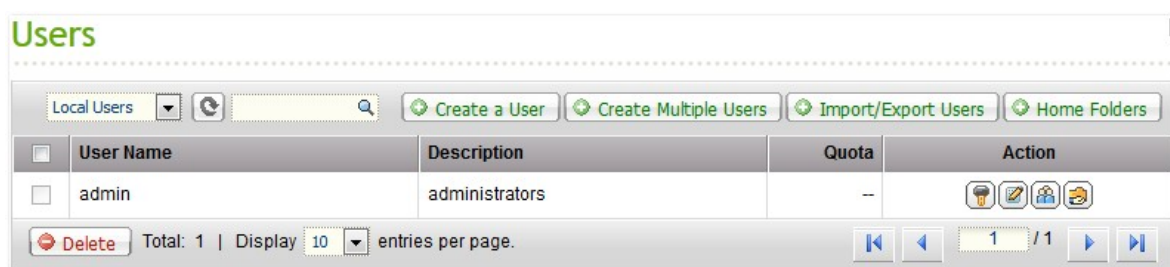 Users
Local Users Create a User Create Multiple Users Import/Export Users Home Folders
User Name Description Quota Action
admin administrators --
Delete Total: 1 | Display 10 entries per page. 1 / 1